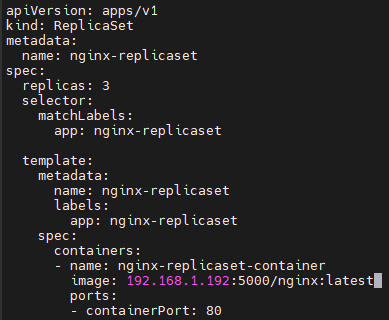 apiVersion: apps/v1
kind: ReplicaSet
metadata:
  name: nginx-replicaset
spec:
  replicas: 3
  selector:
    matchLabels:
      app: nginx-replicaset

  template:
    metadata:
      name: nginx-replicaset
      labels:
        app: nginx-replicaset
    spec:
      containers:
      - name: nginx-replicaset-container
        image: 192.168.1.192:5000/nginx:latest
        ports:
        - containerPort: 80